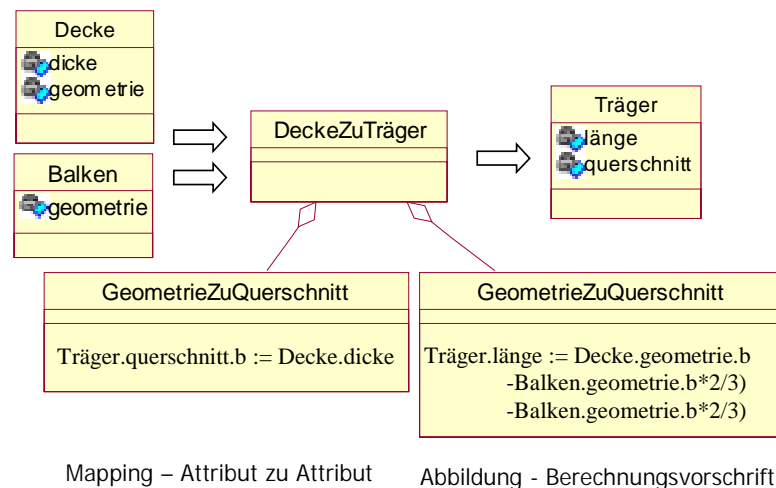 Decke
dicke
geometrie
Balken
geometrie
DeckeZuTräger
Träger
länge
querschnitt
GeometrieZuQuerschnitt
Träger.querschnitt.b := Decke.dicke
GeometrieZuQuerschnitt
Träger.länge := Decke.geometrie.b
-Balken.geometrie.b*2/3)
-Balken.geometrie.b*2/3)
Mapping – Attribut zu Attribut
Abbildung - Berechnungsvorschrift